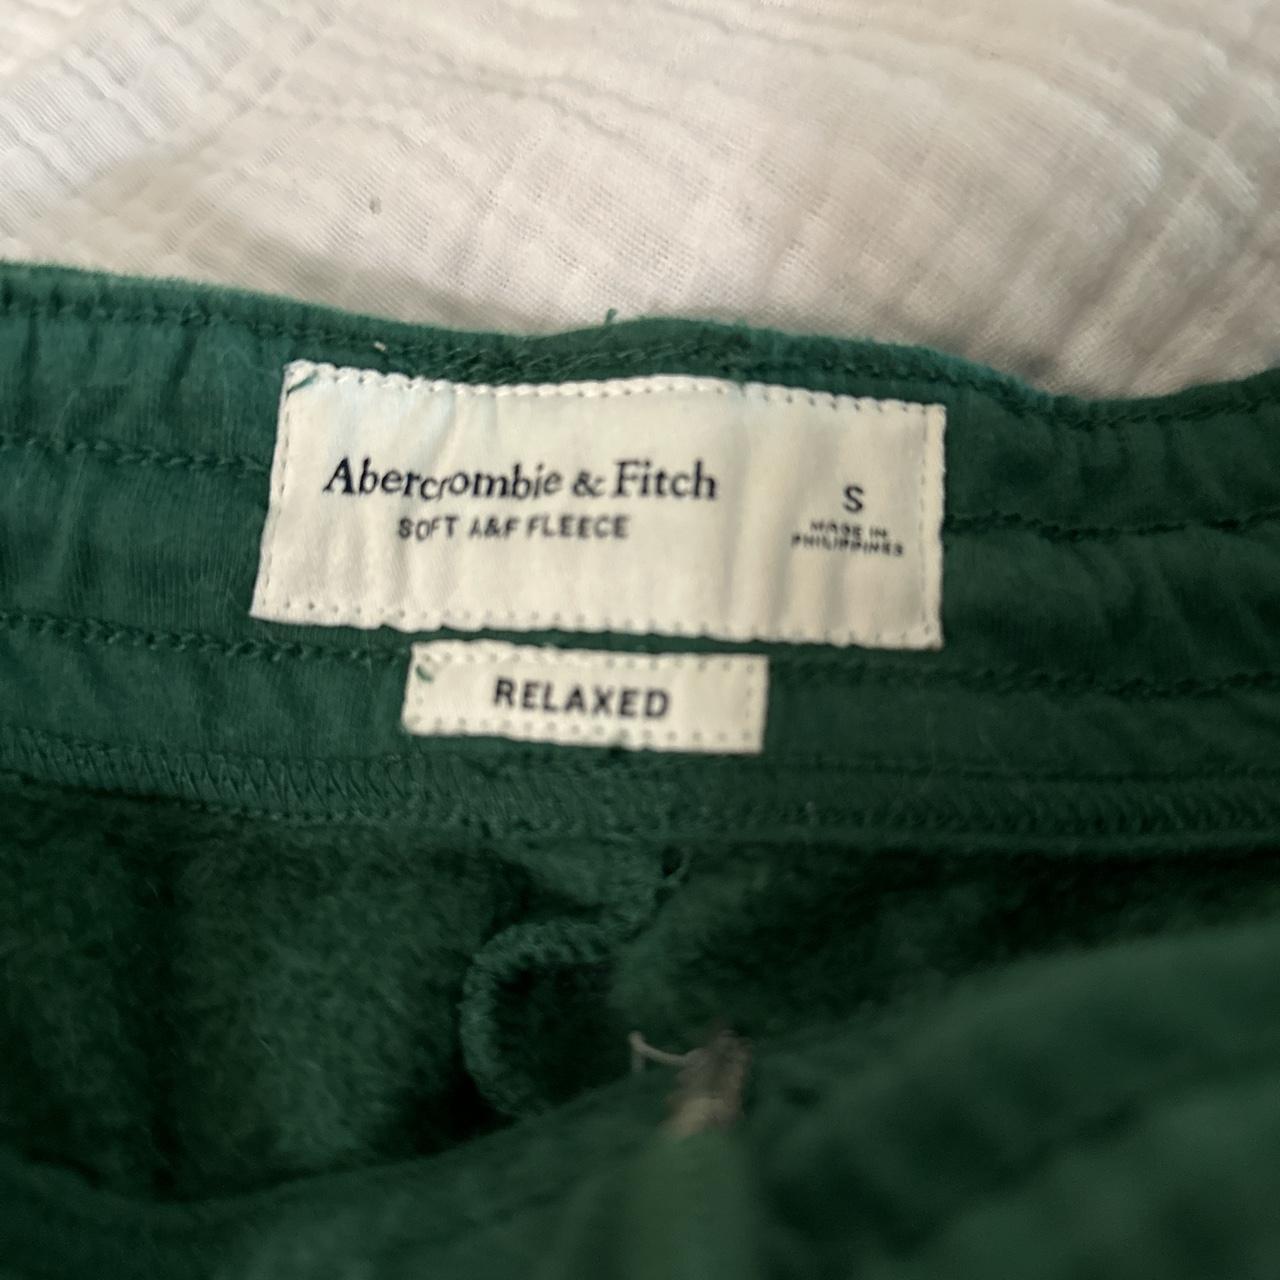 Abercrombie & Fitch
SOFT A&F FLEECE
S
MADE IN
PHILIPPINES
RELAXED